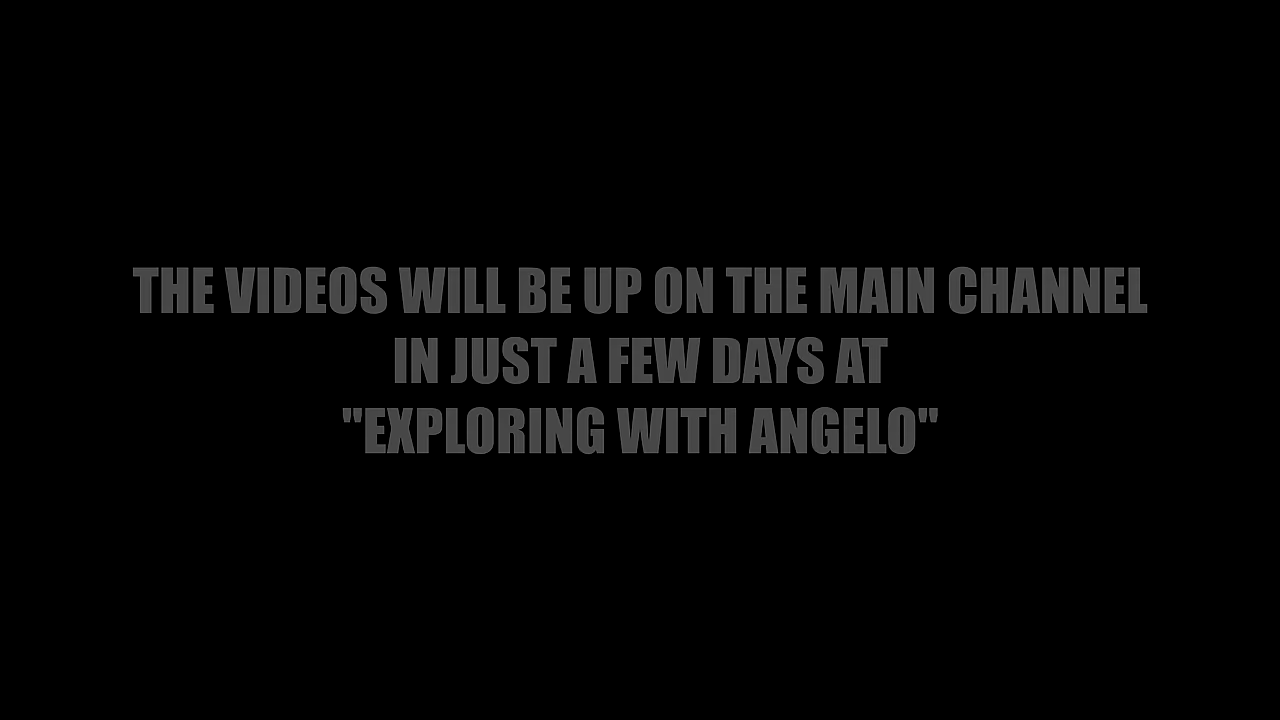 THE VIDEOS WILL BE UP ON THE MAIN CHANNEL
IN JUST A FEW DAYS AT
"EXPLORING WITH ANGELO"